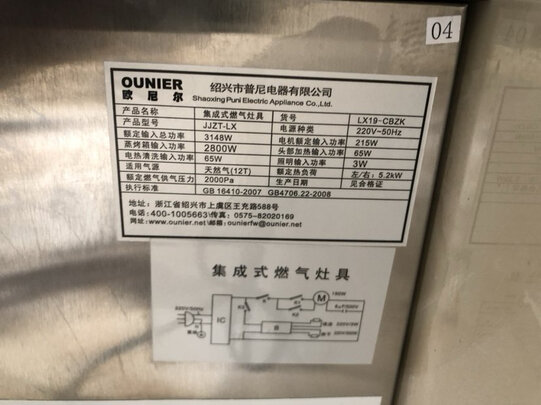 04
OUNIER
欧尼尔
绍兴市普尼电器有限公司
Shaoxing Puni Electric Appliance Co.,Ltd.
产品名称 集成式燃气灶具 货号 LX19-CBZK
产品型号 JJZT-LX 电源种类 220V~50Hz
额定输入总功率 3148W 电机额定输入功率 215W
蒸烤箱输入功率 2800W 头部加热输入功率 65W
电热清洗输入功率 65W 照明输入功率 3W
适用气源 天然气(12T) 额定热负荷 左/右: 5.2kW
额定燃气供气压力 2000Pa 生产日期 见合格证
执行标准 GB 16410-2007 GB4706.22-2008
地址: 浙江省绍兴市上虞区王充路588号
电话:400-1005663\传真: 0575-82020169
网址:www.ounier.net\邮箱:ounierfw@ounier.net
集成式燃气灶具
220V/50Hz
IC
K1
K2
M
B